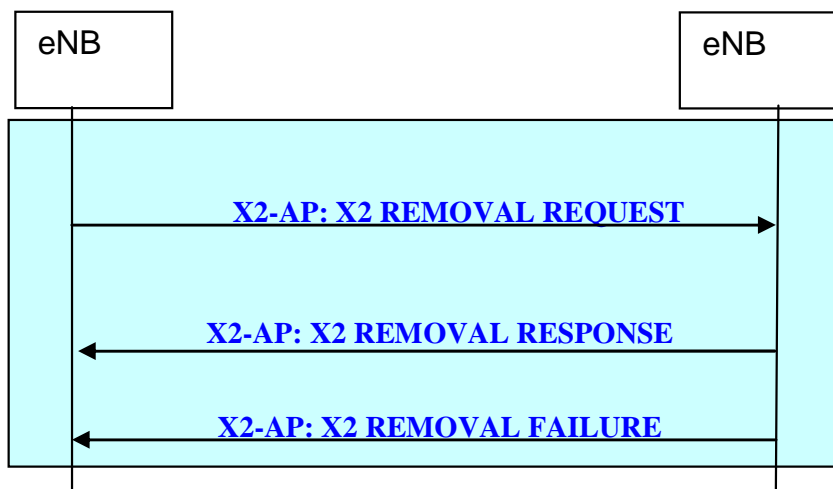 eNB
eNB
X2-AP: X2 REMOVAL REQUEST
X2-AP: X2 REMOVAL RESPONSE
X2-AP: X2 REMOVAL FAILURE